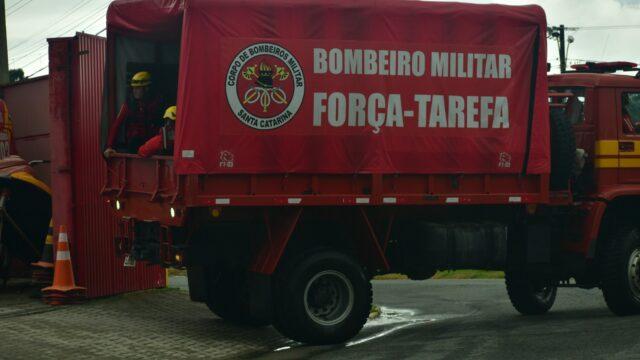 CORPO DE BOMBEIROS MILITAR
SANTA CATARINA
BOMBEIRO MILITAR
FORÇA-TAREFA